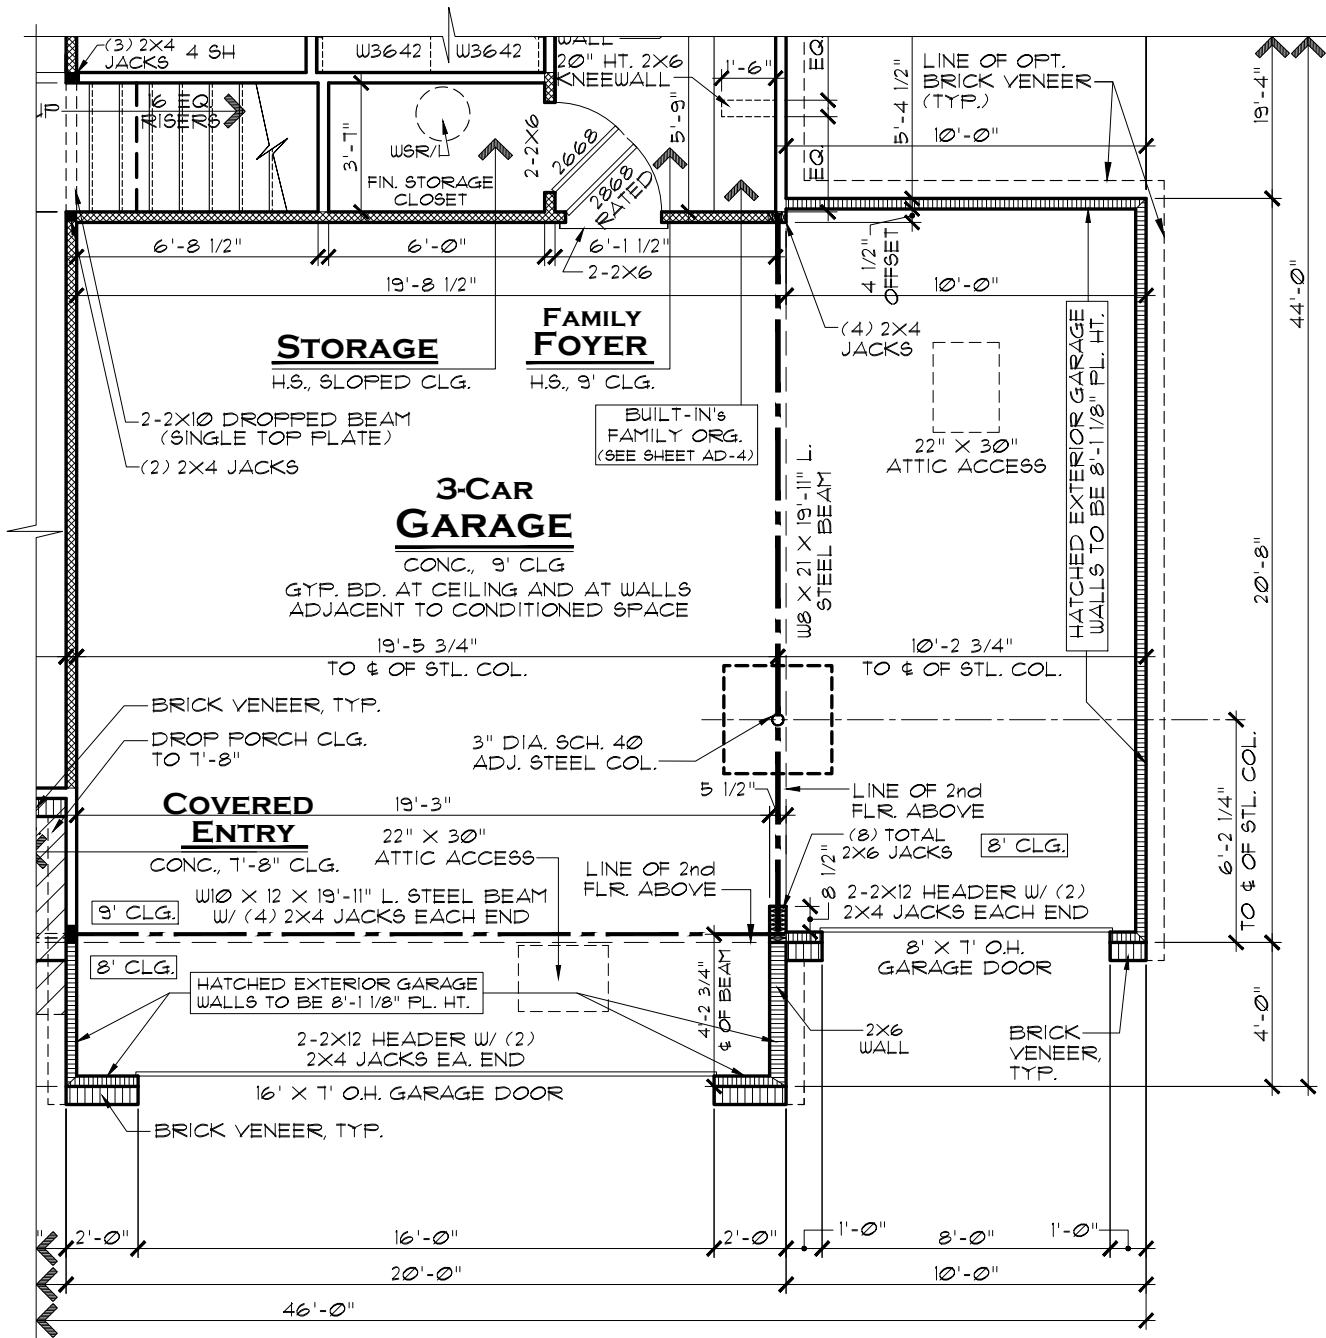 (3) 2X4
JACKS
4 SH
W3642
W3642
WALL
20" HT. 2X6
KNEEWALL
1'-6"
EQ.
5'-4 1/2"
LINE OF OPT.
BRICK VENEER
(TYP.)
19'-4"
6 EQ
RISERS
3'-7"
WSR/L
FIN. STORAGE
CLOSET
2-2X6
2668
2868
RATED
5'-9"
EQ.
10'-0"
6'-8 1/2"
6'-0"
6'-1 1/2"
2-2X6
4 1/2"
OFFSET
19'-8 1/2"
10'-0"
44'-0"
STORAGE
H.S., SLOPED CLG.
FAMILY
FOYER
H.S., 9' CLG.
(4) 2X4
JACKS
HATCHED EXTERIOR GARAGE
WALLS TO BE 8'-1 1/8" PL. HT.
2-2X10 DROPPED BEAM
(SINGLE TOP PLATE)
(2) 2X4 JACKS
BUILT-IN's
FAMILY ORG.
(SEE SHEET AD-4)
22" X 30"
ATTIC ACCESS
W8 X 21 X 19'-11" L.
STEEL BEAM
3-CAR
GARAGE
CONC., 9' CLG
GYP. BD. AT CEILING AND AT WALLS
ADJACENT TO CONDITIONED SPACE
20'-8"
19'-5 3/4"
TO ℄ OF STL. COL.
10'-2 3/4"
TO ℄ OF STL. COL.
BRICK VENEER, TYP.
DROP PORCH CLG.
TO 7'-8"
3" DIA. SCH. 40
ADJ. STEEL COL.
5 1/2"
LINE OF 2nd
FLR. ABOVE
6'-2 1/4"
TO ℄ OF STL. COL.
COVERED
ENTRY
CONC., 7'-8" CLG.
19'-3"
22" X 30"
ATTIC ACCESS
(8) TOTAL
2X6 JACKS
8' CLG.
8 1/2"
LINE OF 2nd
FLR. ABOVE
W10 X 12 X 19'-11" L. STEEL BEAM
W/ (4) 2X4 JACKS EACH END
2-2X12 HEADER W/ (2)
2X4 JACKS EACH END
9' CLG.
8' CLG.
8' X 7' O.H.
GARAGE DOOR
HATCHED EXTERIOR GARAGE
WALLS TO BE 8'-1 1/8" PL. HT.
4'-2 3/4"
℄ OF BEAM
4'-0"
2-2X12 HEADER W/ (2)
2X4 JACKS EA. END
2X6
WALL
BRICK
VENEER,
TYP.
16' X 7' O.H. GARAGE DOOR
BRICK VENEER, TYP.
2'-0"
16'-0"
2'-0"
1'-0"
8'-0"
1'-0"
20'-0"
10'-0"
46'-0"